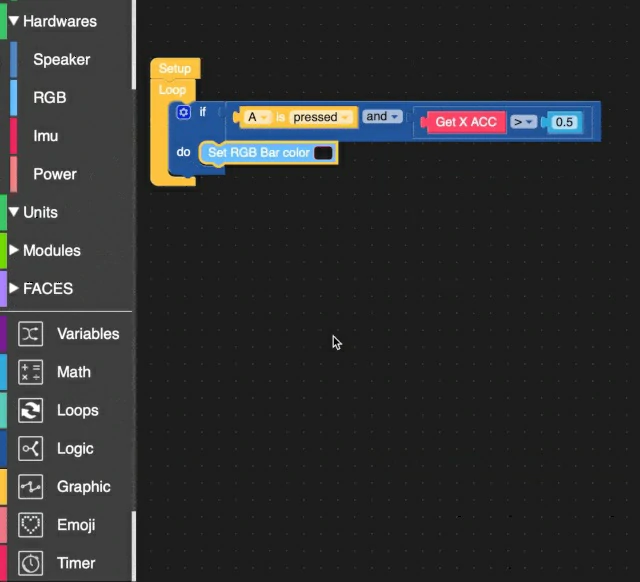 Hardwares
Speaker
RGB
Imu
Power
Units
Modules
FACES
Variables
Math
Loops
Logic
Graphic
Emoji
Timer
Setup
Loop
if A is pressed and Get X ACC > 0.5
do Set RGB Bar color